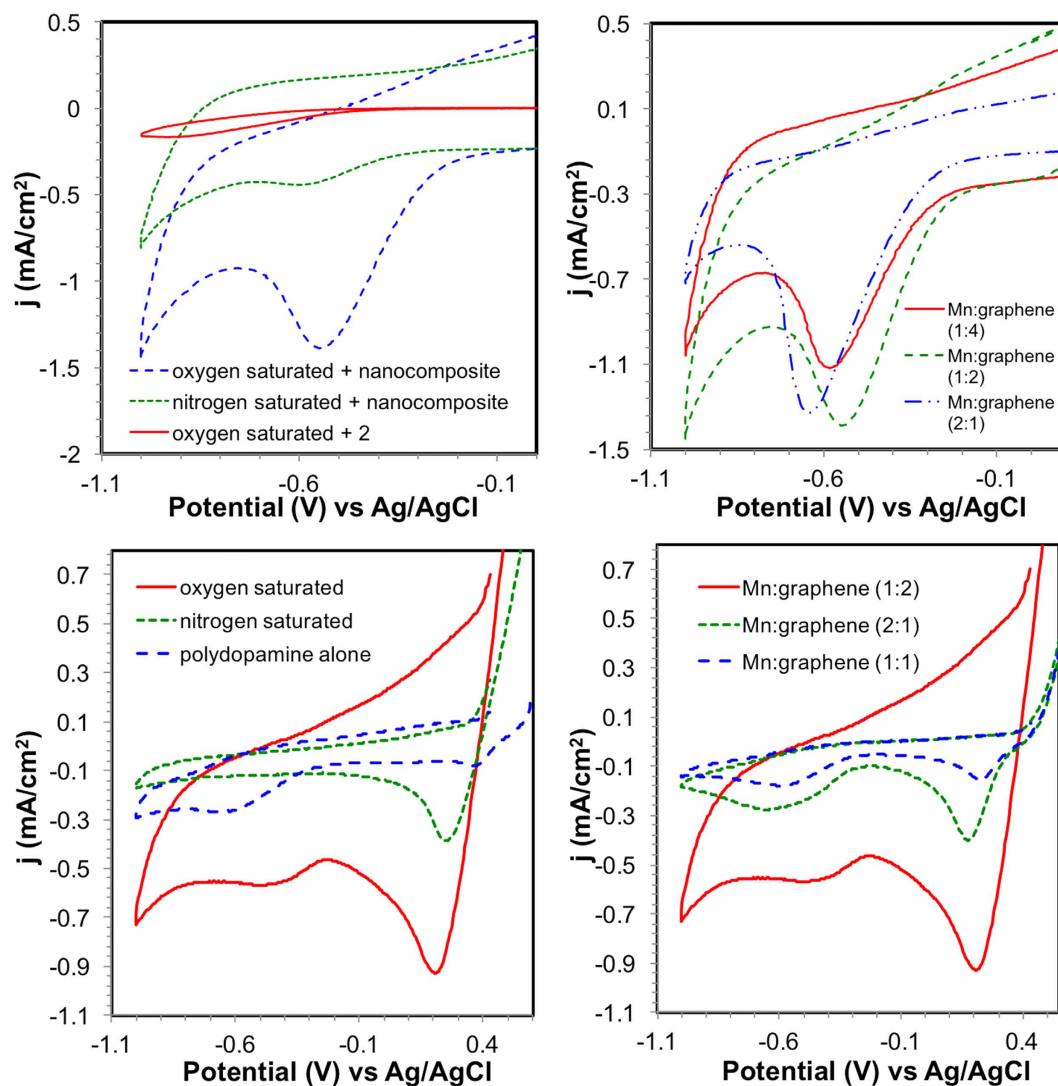 0.5
0
-0.5
-1
-1.5
-2
j (mA/cm²)
oxygen saturated + nanocomposite
nitrogen saturated + nanocomposite
oxygen saturated + 2
-1.1
-0.6
-0.1
Potential (V) vs Ag/AgCl
0.5
0.1
-0.3
-0.7
-1.1
-1.5
j (mA/cm²)
Mn:graphene
(1:4)
Mn:graphene
(1:2)
Mn:graphene
(2:1)
-1.1
-0.6
-0.1
Potential (V) vs Ag/AgCl
0.7
0.5
0.3
0.1
-0.1
-0.3
-0.5
-0.7
-0.9
-1.1
j (mA/cm²)
oxygen saturated
nitrogen saturated
polydopamine alone
-1.1
-0.6
-0.1
0.4
Potential (V) vs Ag/AgCl
0.7
0.5
0.3
0.1
-0.1
-0.3
-0.5
-0.7
-0.9
-1.1
j (mA/cm²)
Mn:graphene (1:2)
Mn:graphene (2:1)
Mn:graphene (1:1)
-1.1
-0.6
-0.1
0.4
Potential (V) vs Ag/AgCl